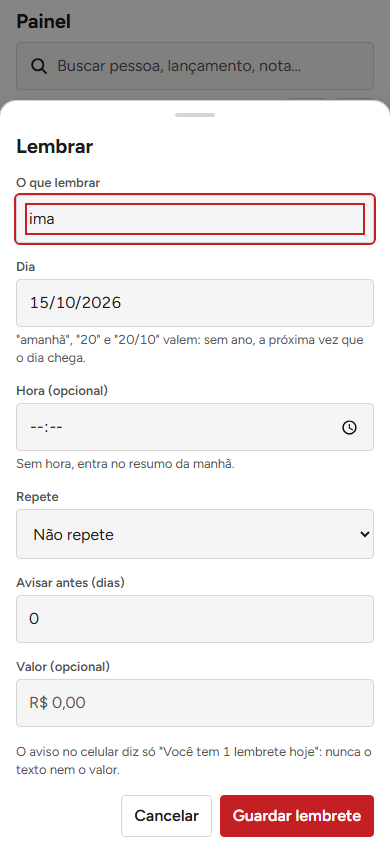 Painel
Buscar pessoa, lançamento, nota...
Lembrar
O que lembrar
ima
Dia
15/10/2026
"amanhã", "20" e "20/10" valem: sem ano, a próxima vez que
o dia chega.
Hora (opcional)
--:--
Sem hora, entra no resumo da manhã.
Repete
Não repete
Avisar antes (dias)
0
Valor (opcional)
R$ 0,00
O aviso no celular diz só "Você tem 1 lembrete hoje": nunca o
texto nem o valor.
Cancelar
Guardar lembrete